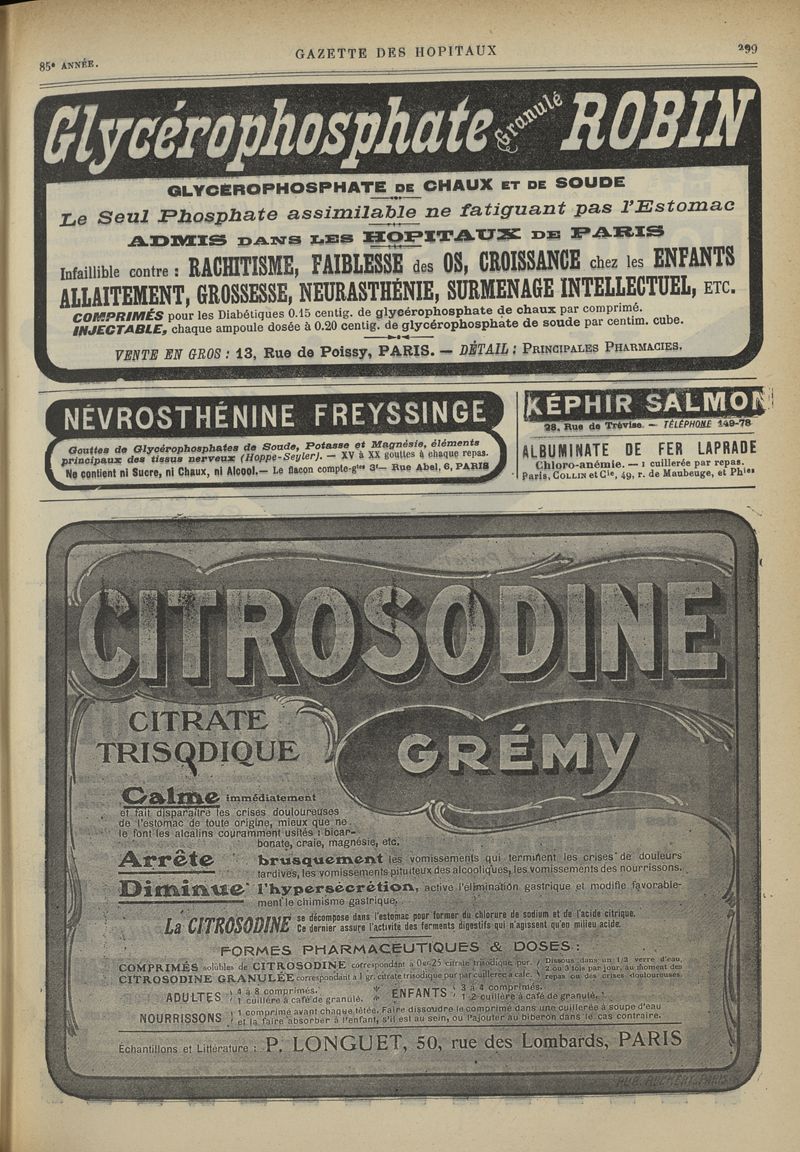 85e ANNÉE.
GAZETTE DES HOPITAUX
299
Glycérophosphate Granulé ROBIN
GLYCÉROPHOSPHATE DE CHAUX ET DE SOUDE
Le Seul Phosphate assimilable ne fatiguant pas l'Estomac
ADMIS DANS LES HOPITAUX DE PARIS
Infaillible contre : RACHITISME, FAIBLESSE des OS, CROISSANCE chez les ENFANTS
ALLAITEMENT, GROSSESSE, NEURASTHÉNIE, SURMENAGE INTELLECTUEL, ETC.
COMPRIMÉS pour les Diabétiques 0.15 centig. de glycérophosphate de chaux par comprimé.
INJECTABLE, chaque ampoule dosée à 0.20 centig. de glycérophosphate de soude par centim. cube.
VENTE EN GROS : 13, Rue de Poissy, PARIS. — DÉTAIL : PRINCIPALES PHARMACIES.
NÉVROSTHÉNINE FREYSSINGE
Gouttes de Glycérophosphates de Soude, Potasse et Magnésie, éléments
principaux des tissus nerveux (Hoppe-Seyler). — XV à XX gouttes à chaque repas.
Ne contient ni Sucre, ni Chaux, ni Alcool.— Le flacon compte-gtes 3f— Rue Abel, 6, PARIS
KÉPHIR SALMON
28, Rue de Trévise. — TÉLÉPHONE 149-78
ALBUMINATE DE FER LAPRADE
Chloro-anémie. — 1 cuillerée par repas.
Paris, COLLIN et Cie, 49, r. de Maubeuge, et Phies
CITROSODINE
CITRATE
TRISODIQUE
GRÉMY
Calme immédiatement
et fait disparaître les crises douloureuses
de l'estomac de toute origine, mieux que ne
le font les alcalins couramment usités : bicar-
bonate, craie, magnésie, etc.
Arrête brusquement les vomissements qui terminent les crises de douleurs
tardives, les vomissements pituiteux des alcooliques, les vomissements des nourrissons.
Diminue l'hypersécrétion, active l'élimination gastrique et modifie favorable-
ment le chimisme gastrique.
La CITROSODINE se décompose dans l'estomac pour former du chlorure de sodium et de l'acide citrique.
Ce dernier assure l'activité des ferments digestifs qui n'agissent qu'en milieu acide.
FORMES PHARMACEUTIQUES & DOSES :
COMPRIMÉS solubles de CITROSODINE correspondant à 0gr.25 citrate trisodique pur.
CITROSODINE GRANULÉE correspondant à 1 gr. citrate trisodique pur par cuillerée à café.
Dissous dans un 1/2 verre d'eau,
2 ou 3 fois par jour, au moment des
repas ou des crises douloureuses.
ADULTES 4 à 8 comprimés.
1 cuillère à café de granulé.
ENFANTS 3 à 4 comprimés.
1/2 cuillère à café de granulé.
NOURRISSONS 1 comprimé avant chaque tétée. Faire dissoudre le comprimé dans une cuillerée à soupe d'eau
et la faire absorber à l'enfant, s'il est au sein, ou l'ajouter au biberon dans le cas contraire.
Echantillons et Littérature : P. LONGUET, 50, rue des Lombards, PARIS